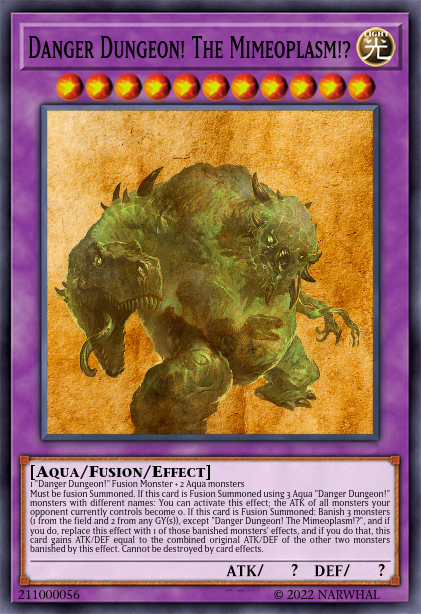 DANGER DUNGEON! THE MIMEOPLASM!?
LIGHT
光
[AQUA/FUSION/EFFECT]
1 "Danger Dungeon!" Fusion Monster + 2 Aqua monsters
Must be fusion Summoned. If this card is Fusion Summoned using 3 Aqua "Danger Dungeon!"
monsters with different names: You can activate this effect; the ATK of all monsters your
opponent currently controls become 0. If this card is Fusion Summoned: Banish 3 monsters
(1 from the field and 2 from any GY(s)), except "Danger Dungeon! The Mimeoplasm!?", and if
you do, replace this effect with 1 of those banished monsters' effects, and if you do that, this
card gains ATK/DEF equal to the combined original ATK/DEF of the other two monsters
banished by this effect. Cannot be destroyed by card effects.
ATK/ ? DEF/ ?
211000056
© 2022 NARWHAL